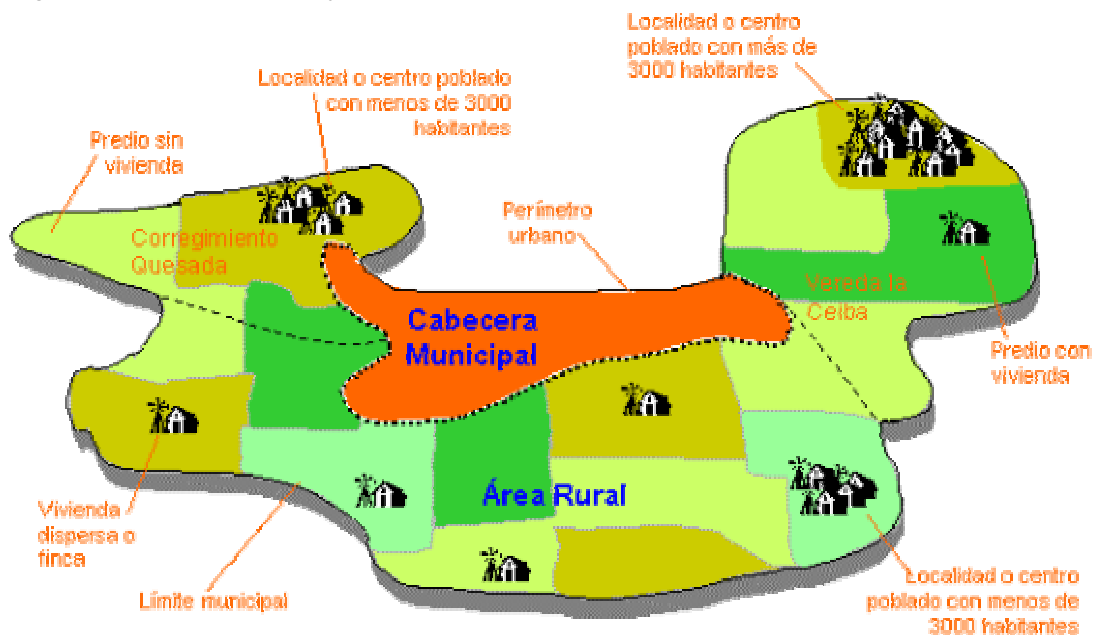 Localidad o centro
poblado con más de
3000 habitantes
Localidad o centro poblado
con menos de 3000
habitantes
Predio sin
vivienda
Perímetro
urbano
Corregimiento
Quesada
Vereda la
Ceiba
Cabecera
Municipal
Predio con
vivienda
Área Rural
Vivienda
dispersa o
finca
Límite municipal
Localidad o centro
poblado con menos de
3000 habitantes